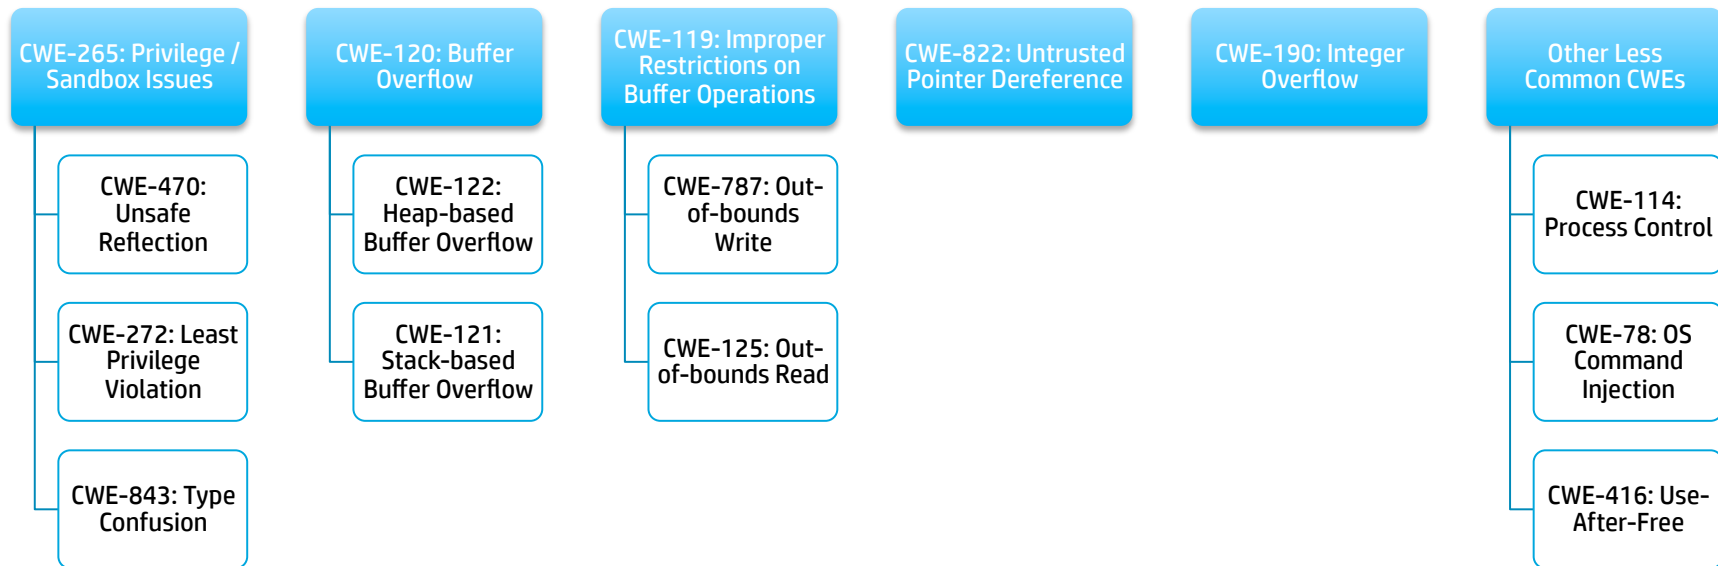 CWE-265: Privilege /
Sandbox Issues
CWE-470:
Unsafe
Reflection
CWE-272: Least
Privilege
Violation
CWE-843: Type
Confusion
CWE-120: Buffer
Overflow
CWE-122:
Heap-based
Buffer Overflow
CWE-121:
Stack-based
Buffer Overflow
CWE-119: Improper
Restrictions on
Buffer Operations
CWE-787: Out-
of-bounds
Write
CWE-125: Out-
of-bounds Read
CWE-822: Untrusted
Pointer Dereference
CWE-190: Integer
Overflow
Other Less
Common CWEs
CWE-114:
Process Control
CWE-78: OS
Command
Injection
CWE-416: Use-
After-Free